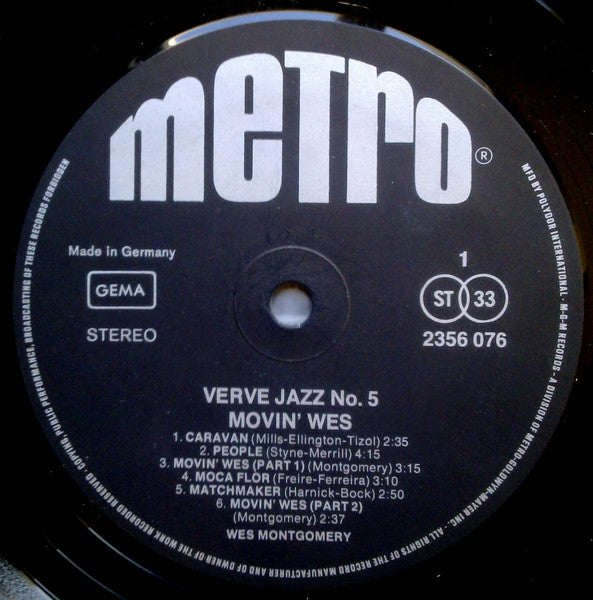 metro®
Made in Germany
GEMA
STEREO
1
ST 33
2356 076
VERVE JAZZ No. 5
MOVIN' WES
1. CARAVAN (Mills-Ellington-Tizol) 2:35
2. PEOPLE (Styne-Merrill) 4:15
3. MOVIN' WES (PART 1) (Montgomery) 3:15
4. MOCA FLOR (Freire-Ferreira) 3:10
5. MATCHMAKER (Harnick-Bock) 2:50
6. MOVIN' WES (PART 2)
(Montgomery) 2:37
WES MONTGOMERY
MFD BY POLYDOR INTERNATIONAL · M-G-M RECORDS - A DIVISION OF METRO-GOLDWYN-MAYER INC. · ALL RIGHTS OF THE RECORD MANUFACTURER AND OF OWNER OF THE WORK RECORDED RESERVED · COPYING, PUBLIC PERFORMANCE, BROADCASTING OF THESE RECORDS FORBIDDEN